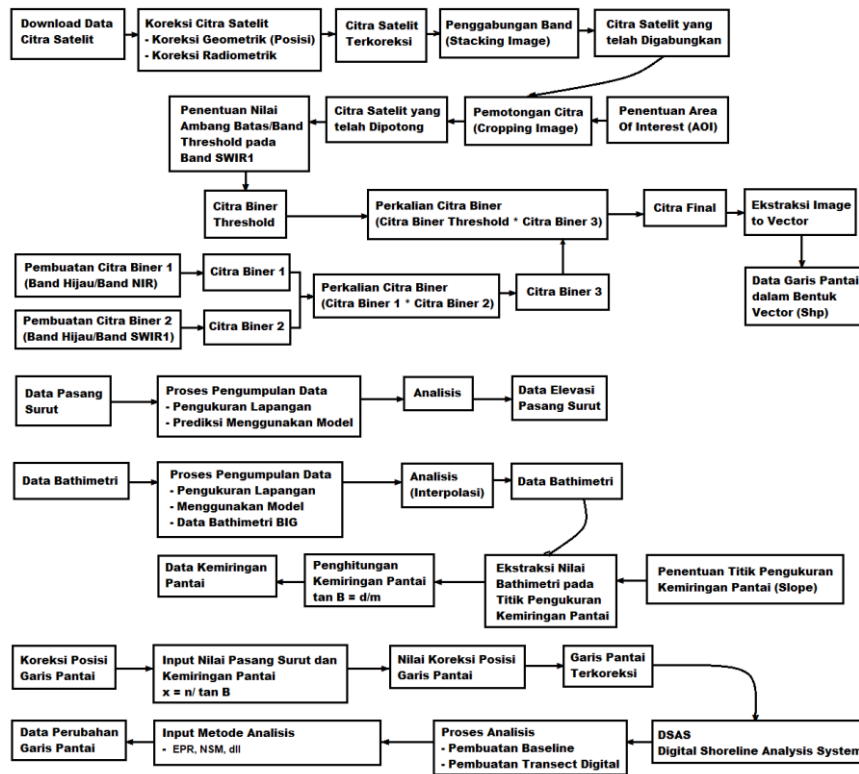 Download Data
Citra Satelit
Koreksi Citra Satelit
- Koreksi Geometrik (Posisi)
- Koreksi Radiometrik
Citra Satelit
Terkoreksi
Penggabungan Band
(Stacking Image)
Citra Satelit yang
telah Digabungkan
Penentuan Nilai
Ambang Batas/Band
Threshold pada
Band SWIR1
Citra Satelit yang
telah Dipotong
Pemotongan Citra
(Cropping Image)
Penentuan Area
Of Interest (AOI)
Citra Biner
Threshold
Perkalian Citra Biner
(Citra Biner Threshold * Citra Biner 3)
Citra Final
Ekstraksi Image
to Vector
Pembuatan Citra Biner 1
(Band Hijau/Band NIR)
Citra Biner 1
Perkalian Citra Biner
(Citra Biner 1 * Citra Biner 2)
Citra Biner 3
Data Garis Pantai
dalam Bentuk
Vector (Shp)
Pembuatan Citra Biner 2
(Band Hijau/Band SWIR1)
Citra Biner 2
Data Pasang
Surut
Proses Pengumpulan Data
- Pengukuran Lapangan
- Prediksi Menggunakan Model
Analisis
Data Elevasi
Pasang Surut
Data Bathimetri
Proses Pengumpulan Data
- Pengukuran Lapangan
- Menggunakan Model
- Data Bathimetri BIG
Analisis
(Interpolasi)
Data Bathimetri
Data Kemiringan
Pantai
Penghitungan
Kemiringan Pantai
tan B = d/m
Ekstraksi Nilai
Bathimetri pada
Titik Pengukuran
Kemiringan Pantai
Penentuan Titik Pengukuran
Kemiringan Pantai (Slope)
Koreksi Posisi
Garis Pantai
Input Nilai Pasang Surut dan
Kemiringan Pantai
x = n/ tan B
Nilai Koreksi Posisi
Garis Pantai
Garis Pantai
Terkoreksi
Data Perubahan
Garis Pantai
Input Metode Analisis
- EPR, NSM, dll
Proses Analisis
- Pembuatan Baseline
- Pembuatan Transect Digital
DSAS
Digital Shoreline Analysis System